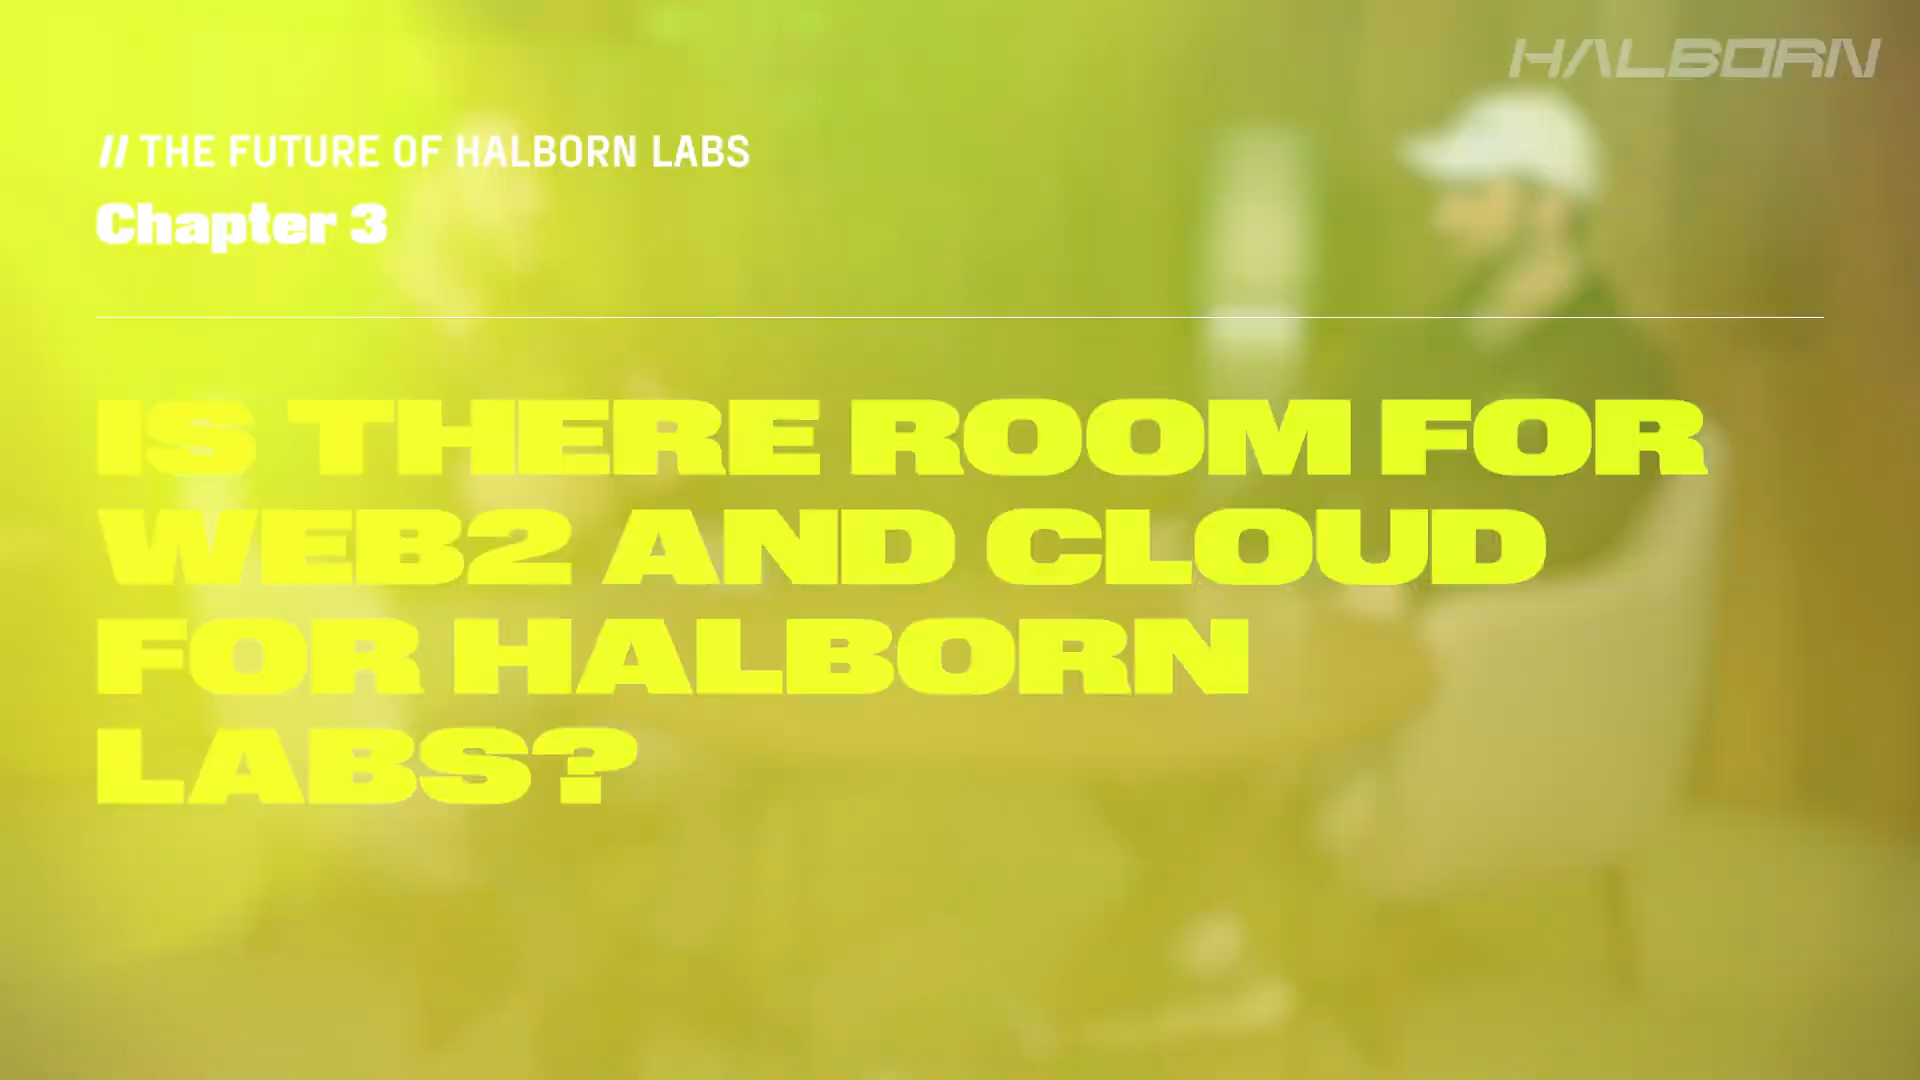 HALBORN
// THE FUTURE OF HALBORN LABS
Chapter 3
IS THERE ROOM FOR
WEB2 AND CLOUD
FOR HALBORN
LABS?